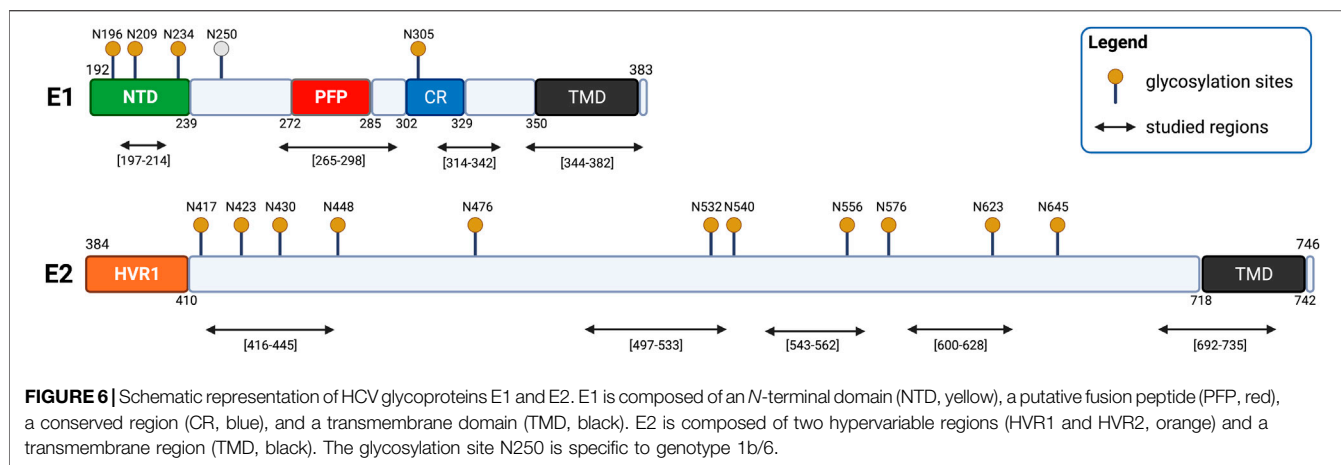 N196 N209 N234 N250 N305
192 383
E1 NTD PFP CR TMD
239 272 285 302 329 350
[197-214] [265-298] [314-342] [344-382]
Legend
glycosylation sites
studied regions
N417 N423 N430 N448 N476 N532 N540 N556 N576 N623 N645
384 746
E2 HVR1 TMD
410 718 742
[416-445] [497-533] [543-562] [600-628] [692-735]
FIGURE 6 | Schematic representation of HCV glycoproteins E1 and E2. E1 is composed of an N-terminal domain (NTD, yellow), a putative fusion peptide (PFP, red),
a conserved region (CR, blue), and a transmembrane domain (TMD, black). E2 is composed of two hypervariable regions (HVR1 and HVR2, orange) and a
transmembrane region (TMD, black). The glycosylation site N250 is specific to genotype 1b/6.